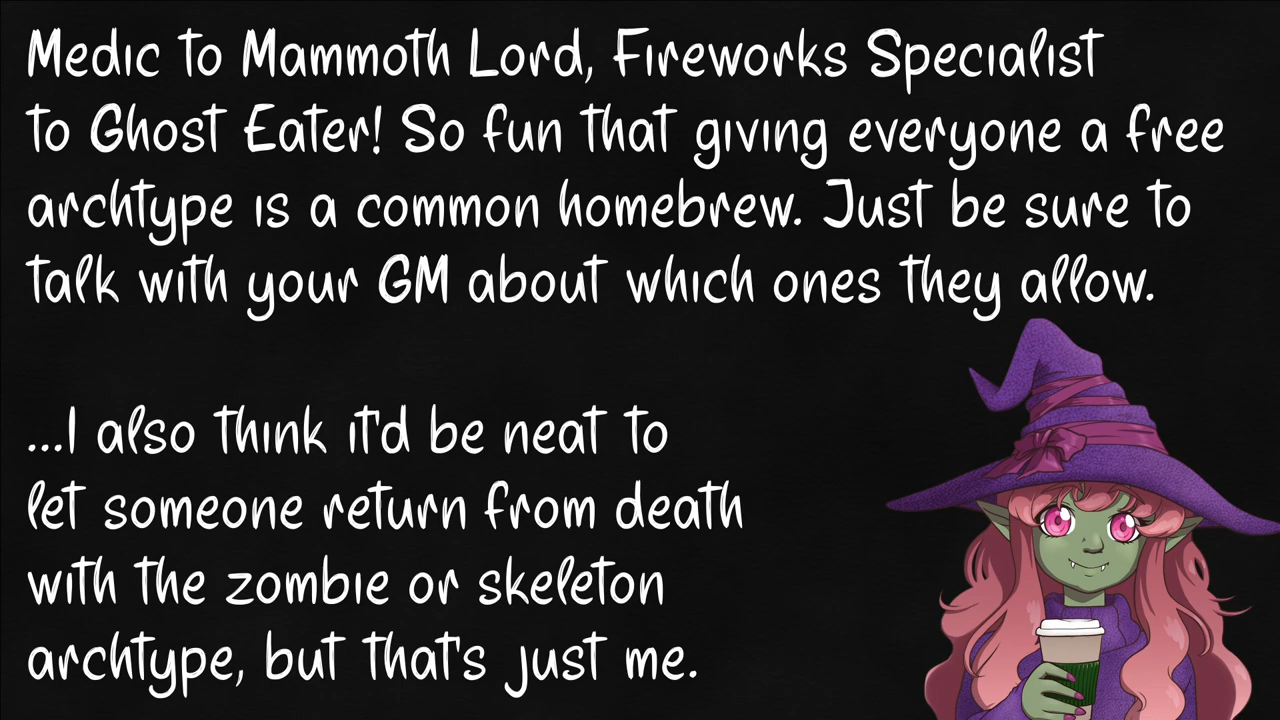 Medic to Mammoth Lord, Fireworks Specialist
to Ghost Eater! So fun that giving everyone a free
archtype is a common homebrew. Just be sure to
talk with your GM about which ones they allow.
...I also think it'd be neat to
let someone return from death
with the zombie or skeleton
archtype, but that's just me.